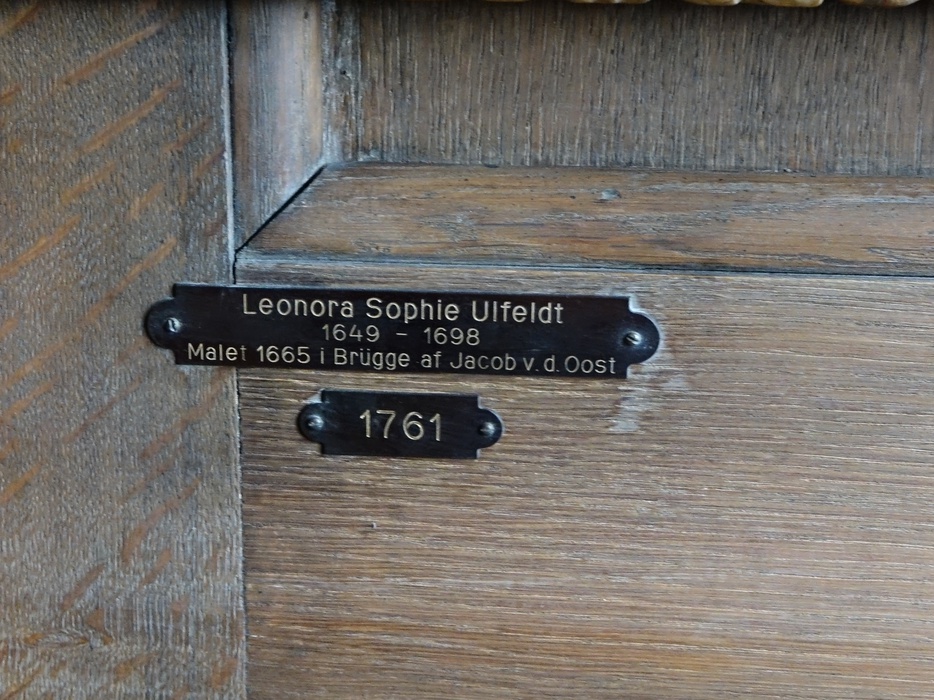 Leonora Sophie Ulfeldt
1649 - 1698
Malet 1665 i Brügge af Jacob v. d. Oost
1761